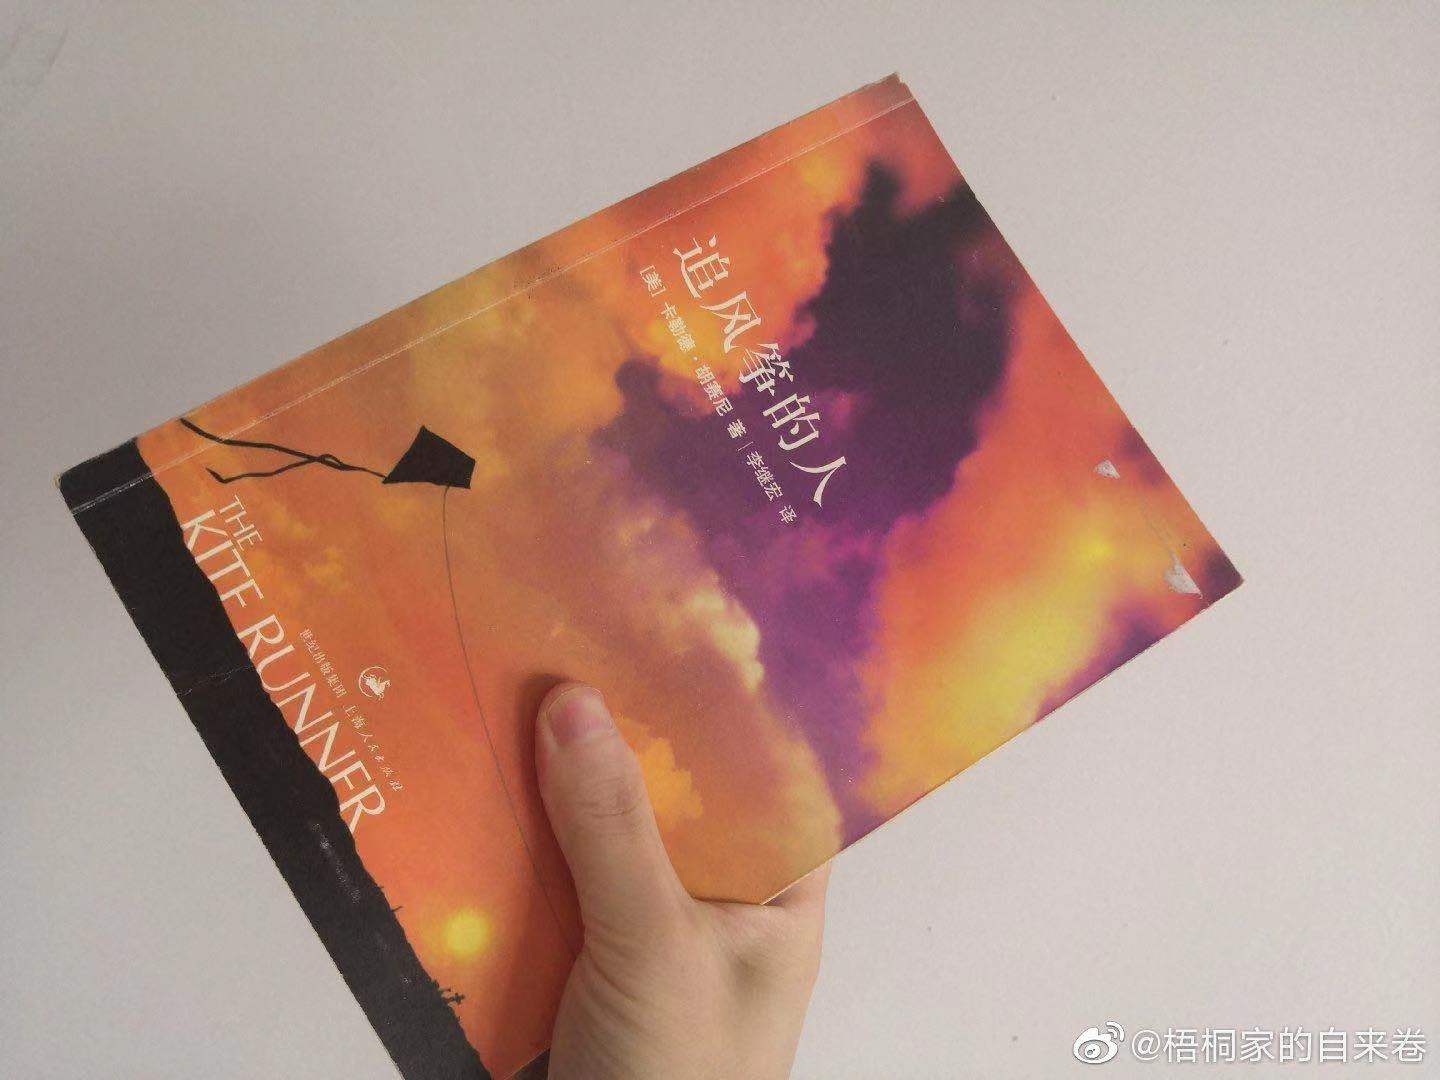 追风筝的人
[美] 卡勒德·胡赛尼 著 | 李继宏 译
THE
KITE RUNNER
世纪出版集团 上海人民出版社
@梧桐家的自来卷